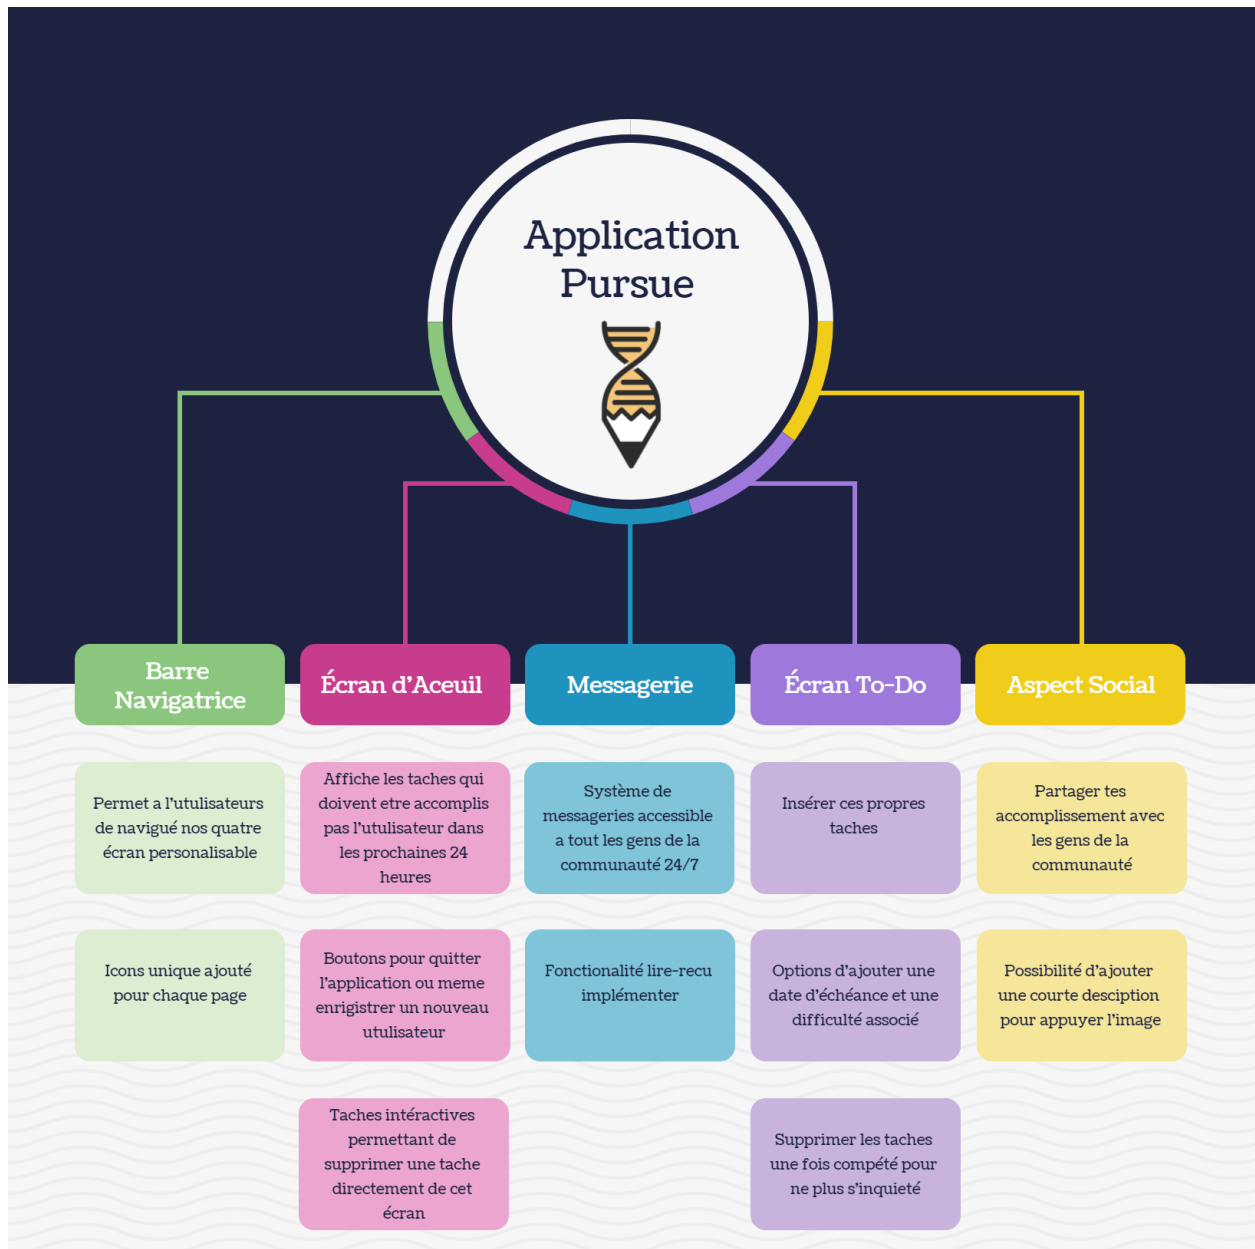 Application
Pursue
Barre
Navigatrice
Permet a l'utulisateurs
de navigué nos quatre
écran personalisable
Icons unique ajouté
pour chaque page
Écran d'Aceuil
Affiche les taches qui
doivent etre accomplis
pas l'utulisateur dans
les prochaines 24
heures
Boutons pour quitter
l'application ou meme
enrigistrer un nouveau
utulisateur
Taches intéractives
permettant de
supprimer une tache
directement de cet
écran
Messagerie
Système de
messageries accessible
a tout les gens de la
communauté 24/7
Fonctionalité lire-recu
implémenter
Écran To-Do
Insérer ces propres
taches
Options d'ajouter une
date d'échéance et une
difficulté associé
Supprimer les taches
une fois compété pour
ne plus s'inquieté
Aspect Social
Partager tes
accomplissement avec
les gens de la
communauté
Possibilité d'ajouter
une courte desciption
pour appuyer l'image